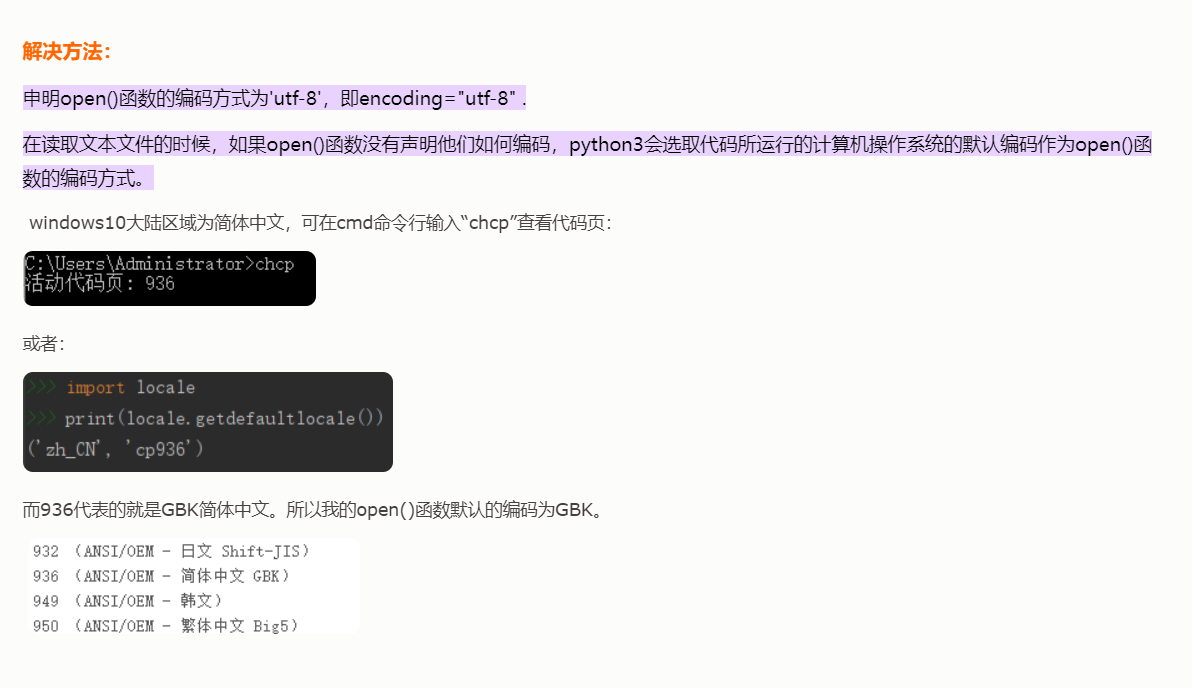 解决方法：
申明open()函数的编码方式为'utf-8'，即encoding="utf-8" .
在读取文本文件的时候，如果open()函数没有声明他们如何编码，python3会选取代码所运行的计算机操作系统的默认编码作为open()函
数的编码方式。
windows10大陆区域为简体中文，可在cmd命令行输入“chcp”查看代码页：
C:\Users\Administrator>chcp
活动代码页: 936
或者：
>>> import locale
>>> print(locale.getdefaultlocale())
('zh_CN', 'cp936')
而936代表的就是GBK简体中文。所以我的open()函数默认的编码为GBK。
932 （ANSI/OEM - 日文 Shift-JIS）
936 （ANSI/OEM - 简体中文 GBK）
949 （ANSI/OEM - 韩文）
950 （ANSI/OEM - 繁体中文 Big5）